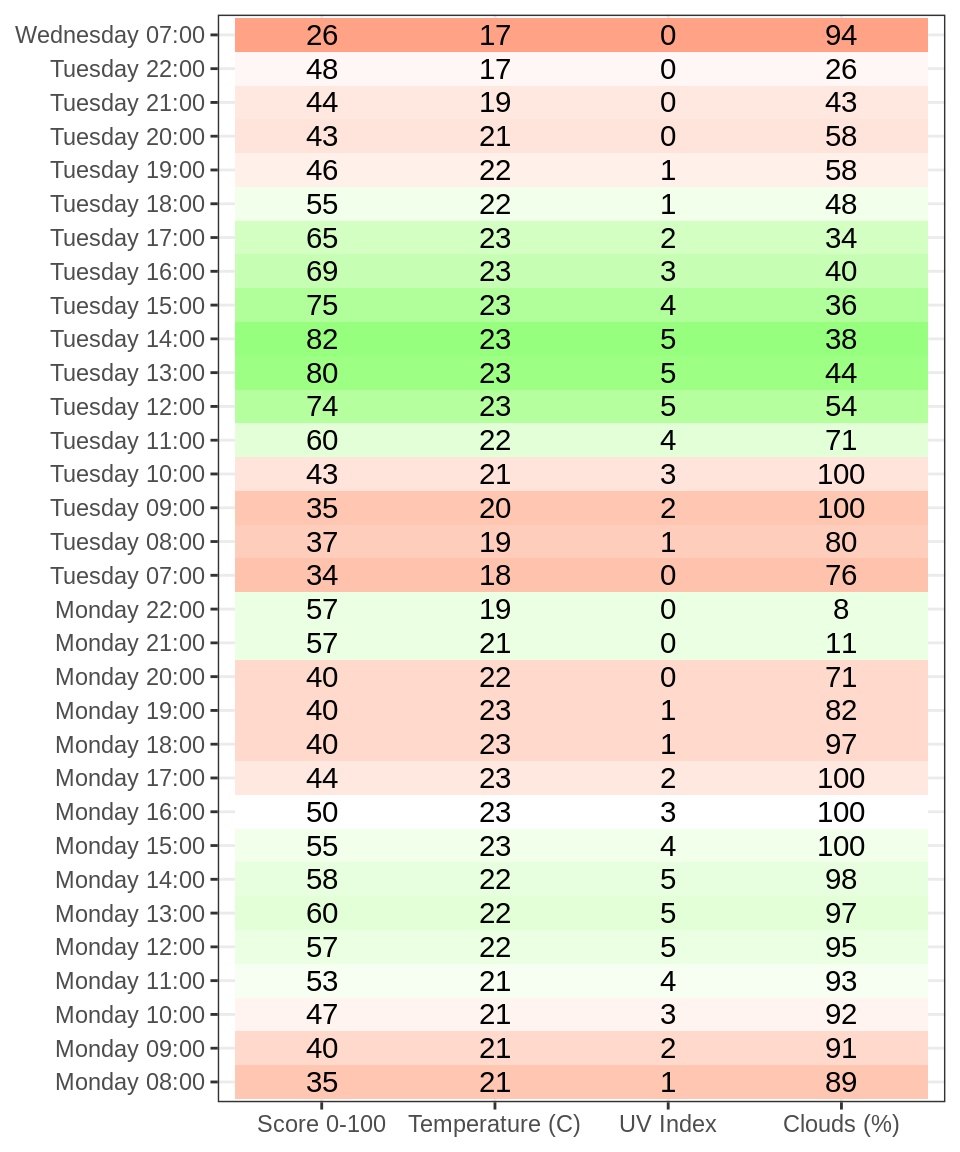 Wednesday 07:00 26 17 0 94
Tuesday 22:00 48 17 0 26
Tuesday 21:00 44 19 0 43
Tuesday 20:00 43 21 0 58
Tuesday 19:00 46 22 1 58
Tuesday 18:00 55 22 1 48
Tuesday 17:00 65 23 2 34
Tuesday 16:00 69 23 3 40
Tuesday 15:00 75 23 4 36
Tuesday 14:00 82 23 5 38
Tuesday 13:00 80 23 5 44
Tuesday 12:00 74 23 5 54
Tuesday 11:00 60 22 4 71
Tuesday 10:00 43 21 3 100
Tuesday 09:00 35 20 2 100
Tuesday 08:00 37 19 1 80
Tuesday 07:00 34 18 0 76
Monday 22:00 57 19 0 8
Monday 21:00 57 21 0 11
Monday 20:00 40 22 0 71
Monday 19:00 40 23 1 82
Monday 18:00 40 23 1 97
Monday 17:00 44 23 2 100
Monday 16:00 50 23 3 100
Monday 15:00 55 23 4 100
Monday 14:00 58 22 5 98
Monday 13:00 60 22 5 97
Monday 12:00 57 22 5 95
Monday 11:00 53 21 4 93
Monday 10:00 47 21 3 92
Monday 09:00 40 21 2 91
Monday 08:00 35 21 1 89
Score 0-100 Temperature (C) UV Index Clouds (%)